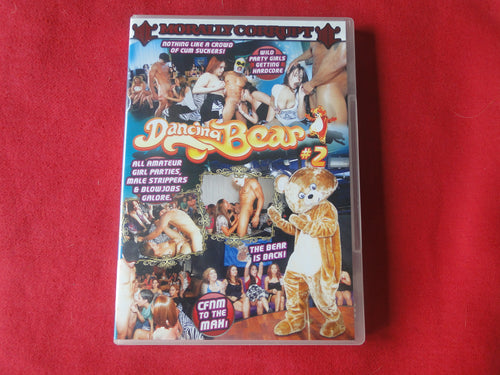 MORALLY CORRUPT
NOTHING LIKE A CROWD
OF CUM SUCKERS!
WILD
PARTY GIRLS
GETTING
HARDCORE
Dancing Bear
#2
ALL AMATEUR
GIRL PARTIES,
MALE STRIPPERS
& BLOWJOBS
GALORE.
THE BEAR
IS BACK!
CFNM
TO THE
MAX!